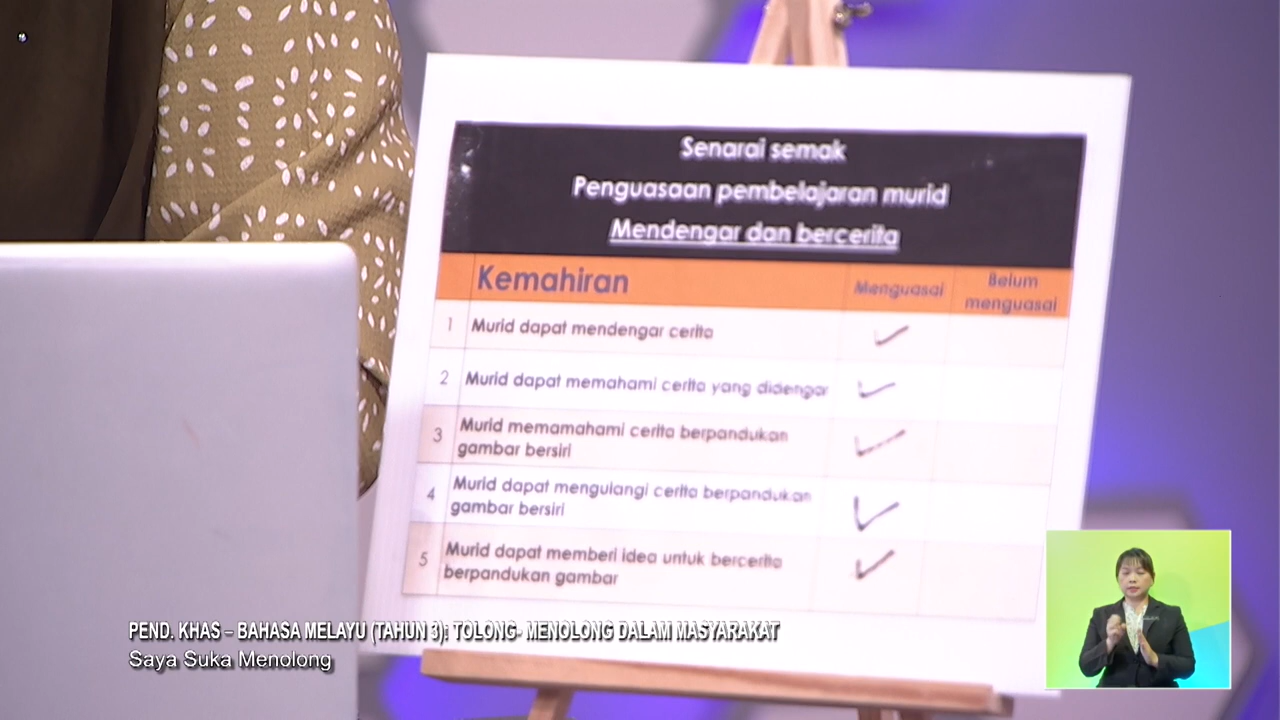 Senarai semak
Penguasaan pembelajaran murid
Mendengar dan bercerita
Kemahiran Menguasai Belum menguasai
1 Murid dapat mendengar cerita
2 Murid dapat memahami cerita yang didengar
3 Murid memamahami cerita berpandukan
gambar bersiri
4 Murid dapat mengulangi cerita berpandukan
gambar bersiri
5 Murid dapat memberi idea untuk bercerita
berpandukan gambar
PEND. KHAS – BAHASA MELAYU (TAHUN 3): TOLONG- MENOLONG DALAM MASYARAKAT
Saya Suka Menolong